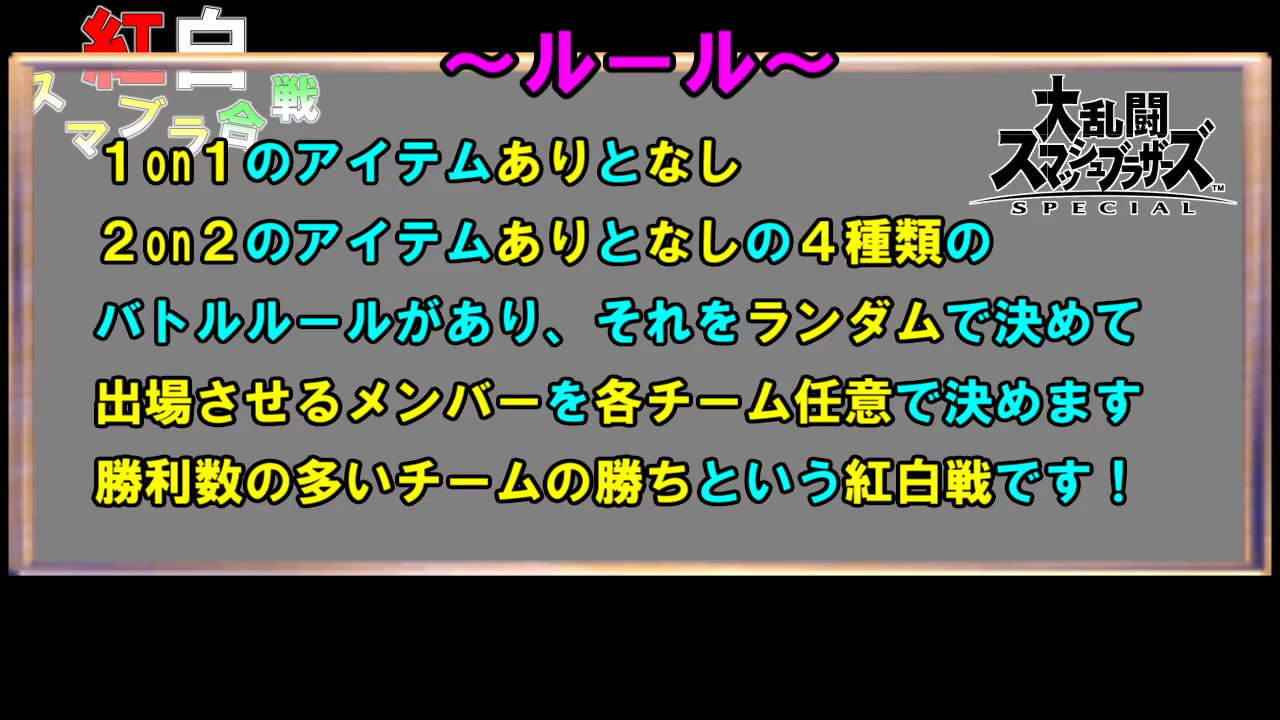 紅白
スマブラ合戦
～ルール～
大乱闘
スマッシュブラザーズ™
SPECIAL
１on１のアイテムありとなし
２on２のアイテムありとなしの４種類の
バトルルールがあり、それをランダムで決めて
出場させるメンバーを各チーム任意で決めます
勝利数の多いチームの勝ちという紅白戦です！